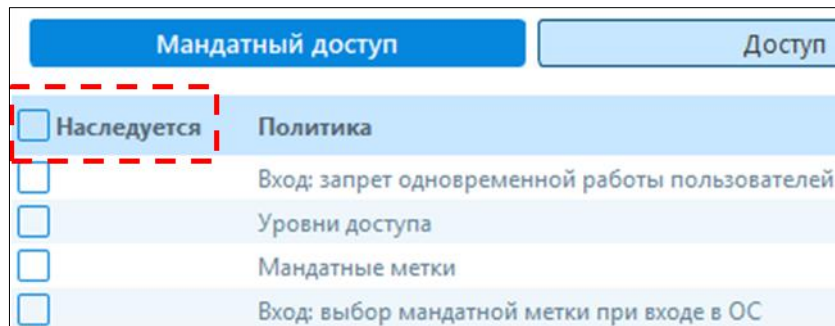 Мандатный доступ Доступ
Наследуется Политика
Вход: запрет одновременной работы пользователей
Уровни доступа
Мандатные метки
Вход: выбор мандатной метки при входе в ОС